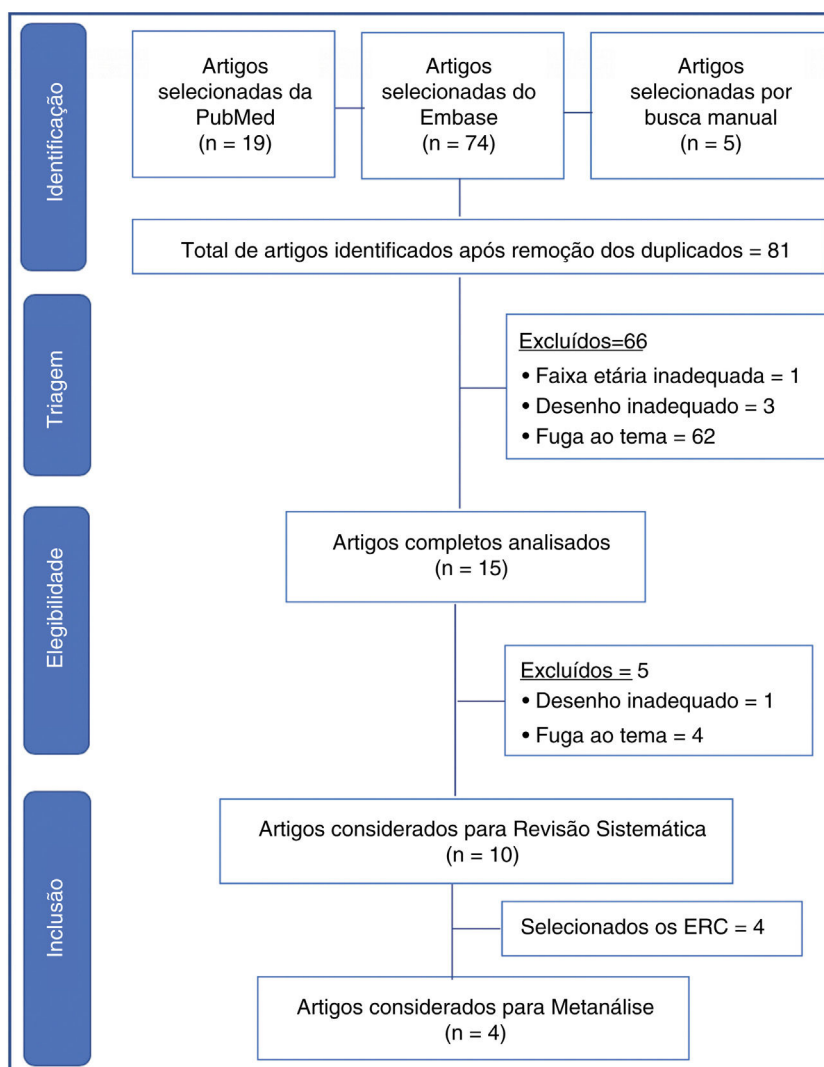 Identificação
Artigos
selecionadas da
PubMed
(n = 19)
Artigos
selecionadas do
Embase
(n = 74)
Artigos
selecionadas por
busca manual
(n = 5)
Total de artigos identificados após remoção dos duplicados = 81
Triagem
Excluídos=66
• Faixa etária inadequada = 1
• Desenho inadequado = 3
• Fuga ao tema = 62
Elegibilidade
Artigos completos analisados
(n = 15)
Excluídos = 5
• Desenho inadequado = 1
• Fuga ao tema = 4
Inclusão
Artigos considerados para Revisão Sistemática
(n = 10)
Selecionados os ERC = 4
Artigos considerados para Metanálise
(n = 4)